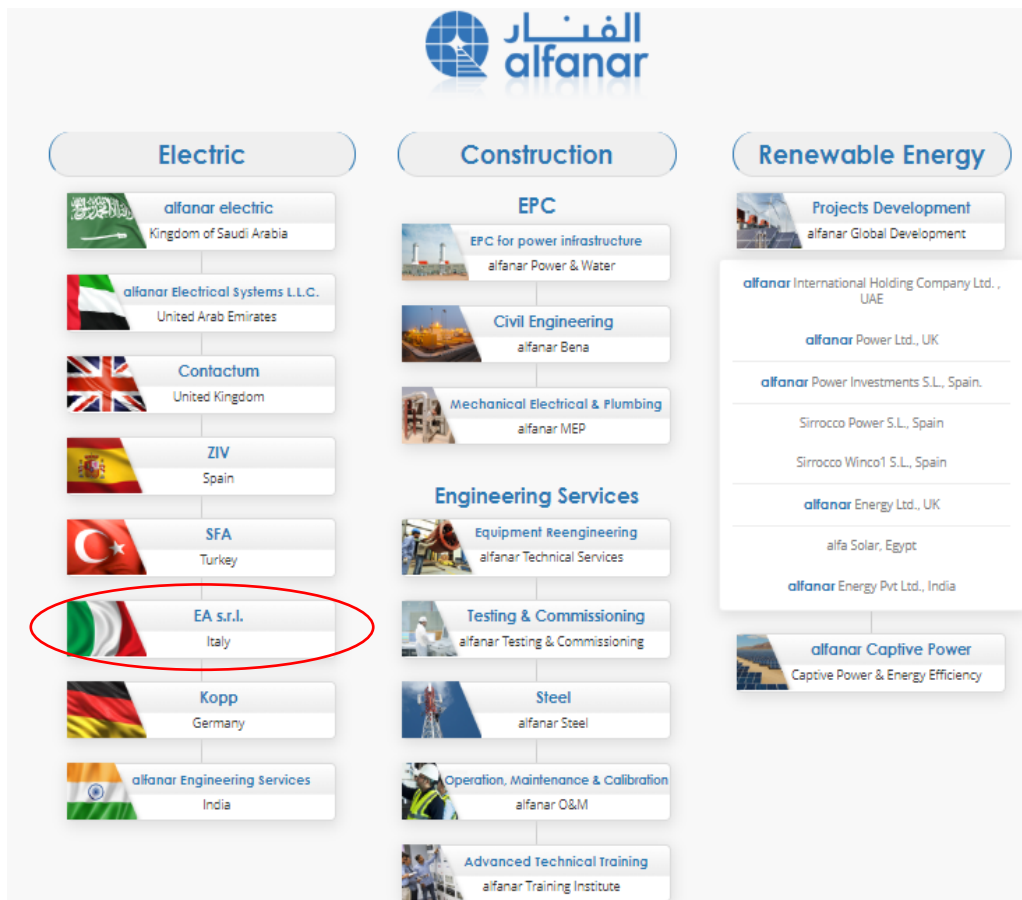 الفنار
alfanar
Electric
alfanar electric
Kingdom of Saudi Arabia
alfanar Electrical Systems L.L.C.
United Arab Emirates
Contactum
United Kingdom
ZIV
Spain
SFA
Turkey
EA s.r.l.
Italy
Kopp
Germany
alfanar Engineering Services
India
Construction
EPC
EPC for power infrastructure
alfanar Power & Water
Civil Engineering
alfanar Bena
Mechanical Electrical & Plumbing
alfanar MEP
Engineering Services
Equipment Reengineering
alfanar Technical Services
Testing & Commissioning
alfanar Testing & Commissioning
Steel
alfanar Steel
Operation, Maintenance & Calibration
alfanar O&M
Advanced Technical Training
alfanar Training Institute
Renewable Energy
Projects Development
alfanar Global Development
alfanar International Holding Company Ltd. ,
UAE
alfanar Power Ltd., UK
alfanar Power Investments S.L., Spain.
Sirrocco Power S.L., Spain
Sirrocco Winco1 S.L., Spain
alfanar Energy Ltd., UK
alfa Solar, Egypt
alfanar Energy Pvt Ltd., India
alfanar Captive Power
Captive Power & Energy Efficiency